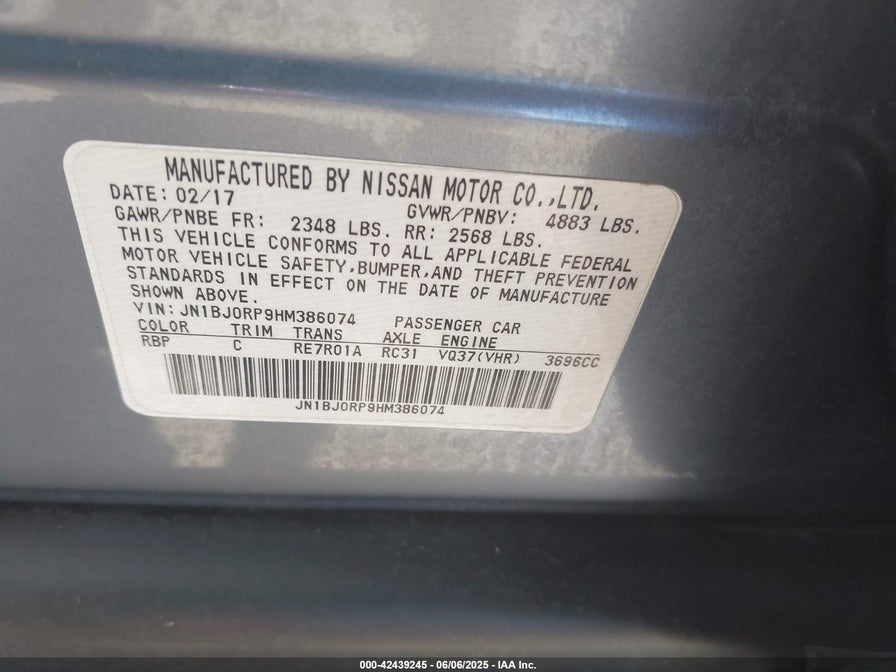 MANUFACTURED BY NISSAN MOTOR CO.,LTD.
DATE: 02/17 GVWR/PNBV: 4883 LBS.
GAWR/PNBE FR: 2348 LBS. RR: 2568 LBS.
THIS VEHICLE CONFORMS TO ALL APPLICABLE FEDERAL
MOTOR VEHICLE SAFETY,BUMPER,AND THEFT PREVENTION
STANDARDS IN EFFECT ON THE DATE OF MANUFACTURE
SHOWN ABOVE.
VIN:JN1BJ0RP9HM386074 PASSENGER CAR
COLOR TRIM TRANS AXLE ENGINE
RBP C RE7R01A RC31 VQ37(VHR) 3696CC
JN1BJ0RP9HM386074
000-42439245 - 06/06/2025 - IAA Inc.